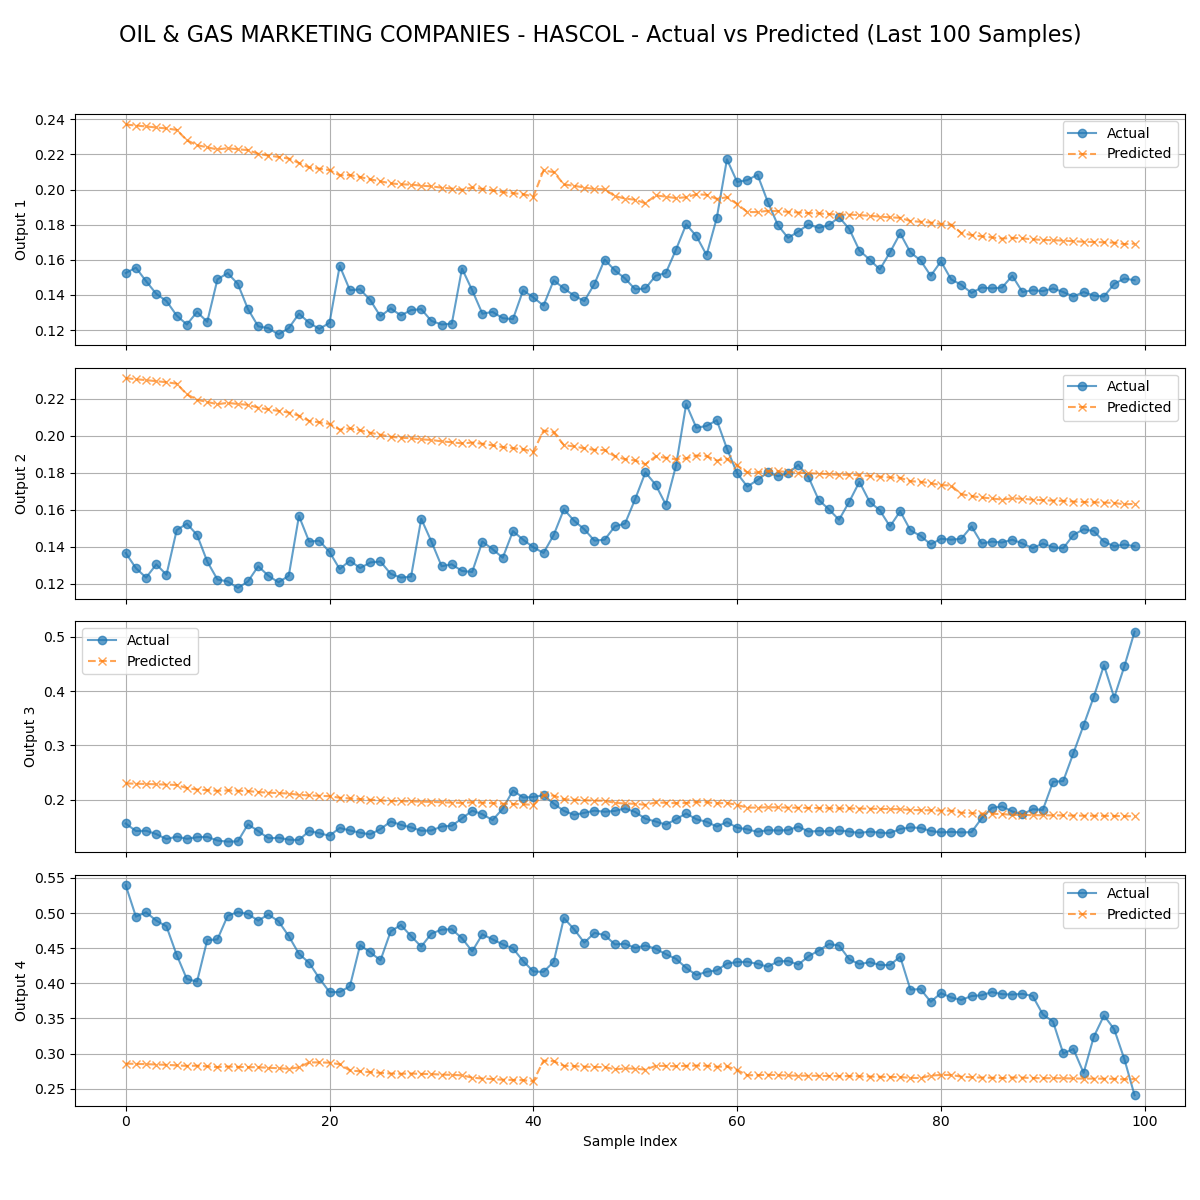 OIL & GAS MARKETING COMPANIES - HASCOL - Actual vs Predicted (Last 100 Samples)
Output 1
0.24
0.22
0.20
0.18
0.16
0.14
0.12
Actual
Predicted
Output 2
0.22
0.20
0.18
0.16
0.14
0.12
Actual
Predicted
Output 3
0.5
0.4
0.3
0.2
Actual
Predicted
Output 4
0.55
0.50
0.45
0.40
0.35
0.30
0.25
Actual
Predicted
0 20 40 60 80 100
Sample Index